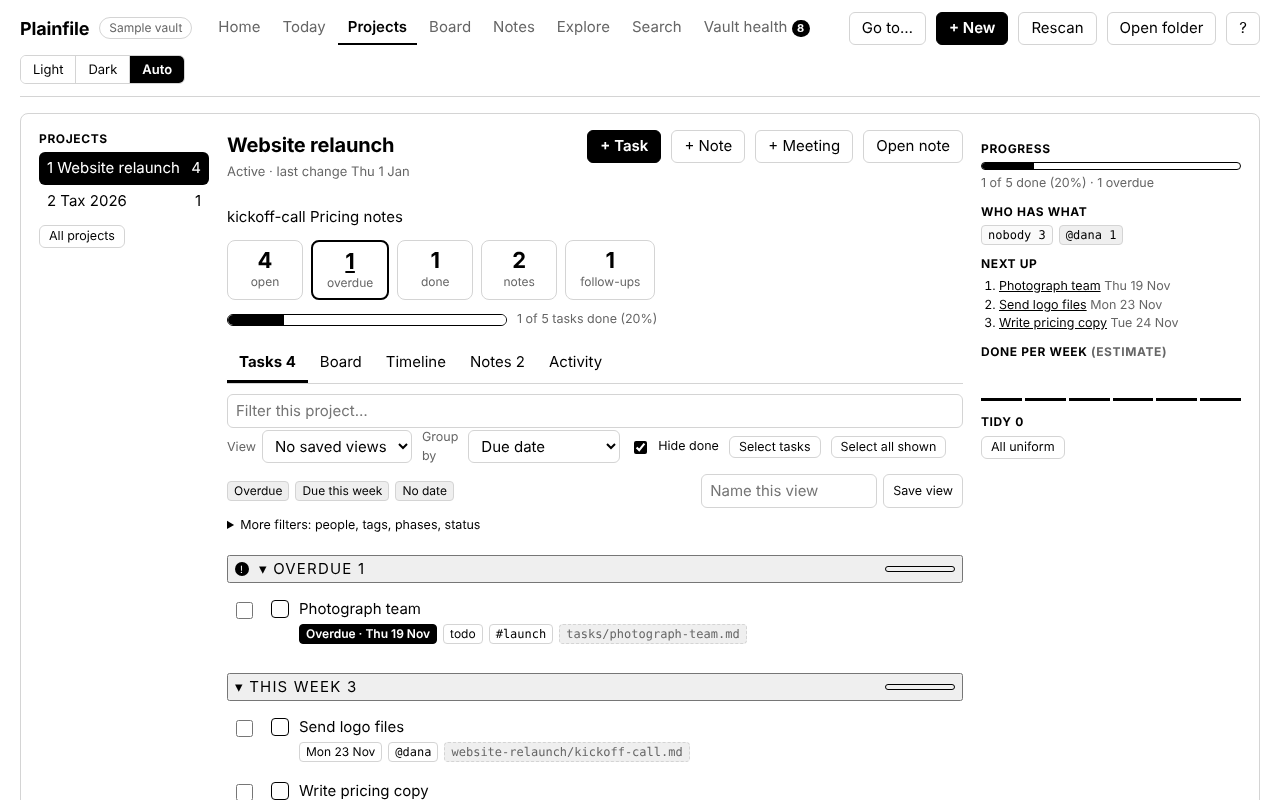 Plainfile
Sample vault
Home
Today
Projects
Board
Notes
Explore
Search
Vault health 8
Go to...
+ New
Rescan
Open folder
?
Light
Dark
Auto
PROJECTS
1 Website relaunch 4
2 Tax 2026 1
All projects
Website relaunch
+ Task
+ Note
+ Meeting
Open note
Active · last change Thu 1 Jan
kickoff-call Pricing notes
4
open
1
overdue
1
done
2
notes
1
follow-ups
1 of 5 tasks done (20%)
Tasks 4
Board
Timeline
Notes 2
Activity
Filter this project...
View
No saved views
Group by
Due date
Hide done
Select tasks
Select all shown
Overdue
Due this week
No date
Name this view
Save view
More filters: people, tags, phases, status
! ▾ OVERDUE 1
Photograph team
Overdue · Thu 19 Nov
todo
#launch
tasks/photograph-team.md
▾ THIS WEEK 3
Send logo files
Mon 23 Nov
@dana
website-relaunch/kickoff-call.md
Write pricing copy
PROGRESS
1 of 5 done (20%) · 1 overdue
WHO HAS WHAT
nobody 3
@dana 1
NEXT UP
1. Photograph team Thu 19 Nov
2. Send logo files Mon 23 Nov
3. Write pricing copy Tue 24 Nov
DONE PER WEEK (ESTIMATE)
TIDY 0
All uniform